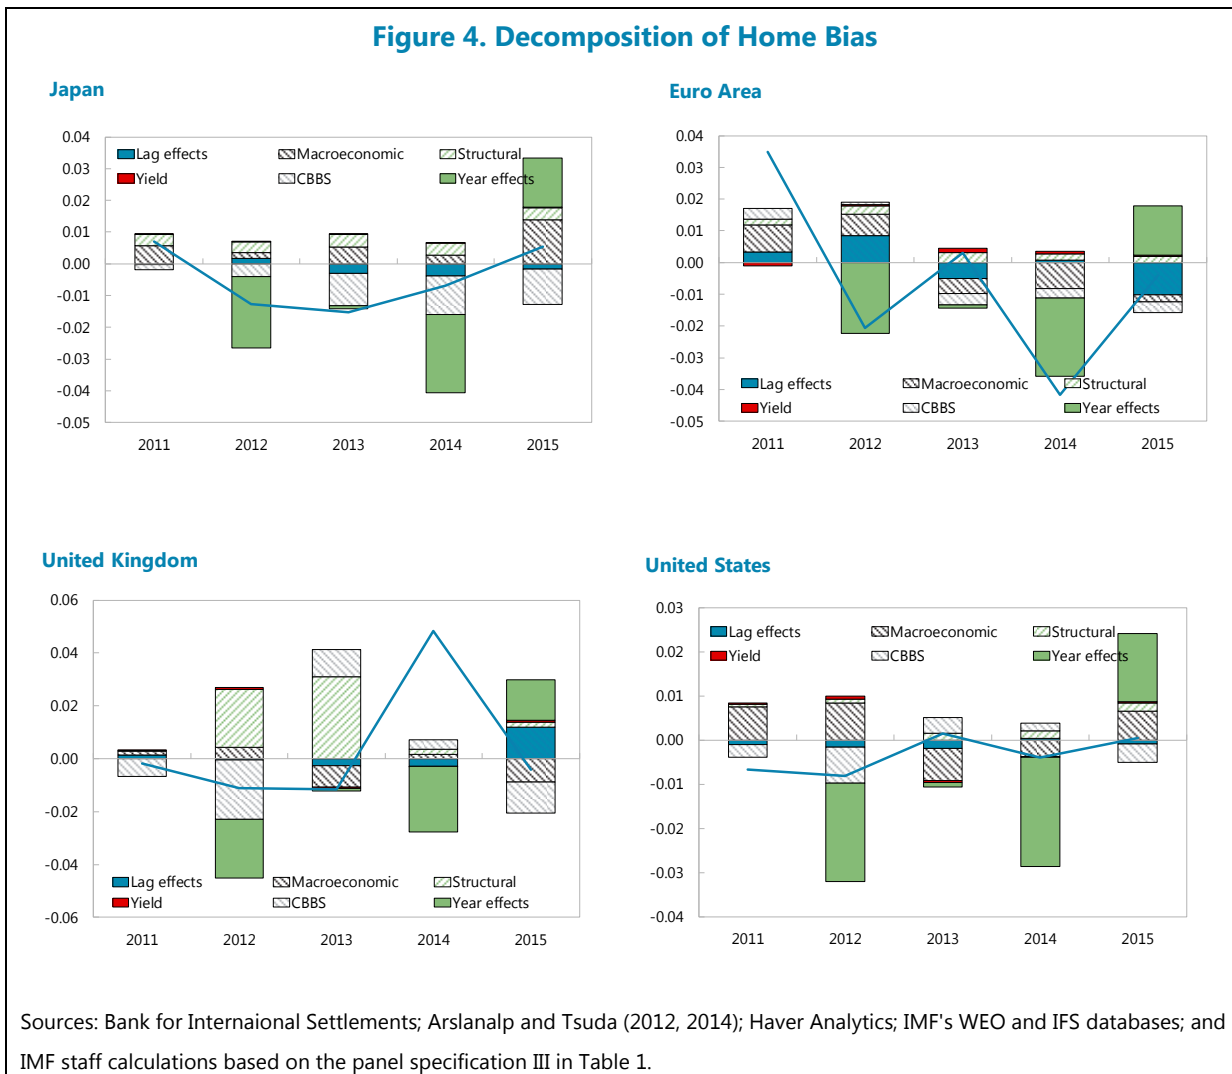 Figure 4. Decomposition of Home Bias
Japan
0.04
0.03
0.02
0.01
0.00
-0.01
-0.02
-0.03
-0.04
-0.05
Lag effects
Macroeconomic
Structural
Yield
CBBS
Year effects
2011
2012
2013
2014
2015
Euro Area
0.04
0.03
0.02
0.01
0.00
-0.01
-0.02
-0.03
-0.04
-0.05
Lag effects
Macroeconomic
Structural
Yield
CBBS
Year effects
2011
2012
2013
2014
2015
United Kingdom
0.06
0.04
0.02
0.00
-0.02
-0.04
-0.06
Lag effects
Macroeconomic
Structural
Yield
CBBS
Year effects
2011
2012
2013
2014
2015
United States
0.03
0.02
0.01
0.00
-0.01
-0.02
-0.03
-0.04
Lag effects
Macroeconomic
Structural
Yield
CBBS
Year effects
2011
2012
2013
2014
2015
Sources: Bank for Internaional Settlements; Arslanalp and Tsuda (2012, 2014); Haver Analytics; IMF's WEO and IFS databases; and
IMF staff calculations based on the panel specification III in Table 1.